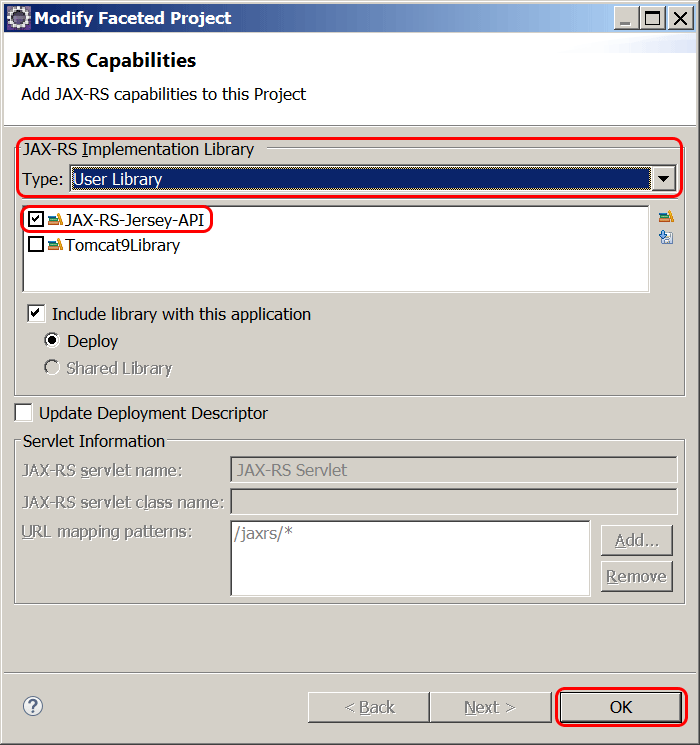 Modify Faceted Project
JAX-RS Capabilities
Add JAX-RS capabilities to this Project
JAX-RS Implementation Library
Type: User Library
JAX-RS-Jersey-API
Tomcat9Library
Include library with this application
Deploy
Shared Library
Update Deployment Descriptor
Servlet Information
JAX-RS servlet name: JAX-RS Servlet
JAX-RS servlet class name:
URL mapping patterns: /jaxrs/* Add...
Remove
? < Back Next > OK